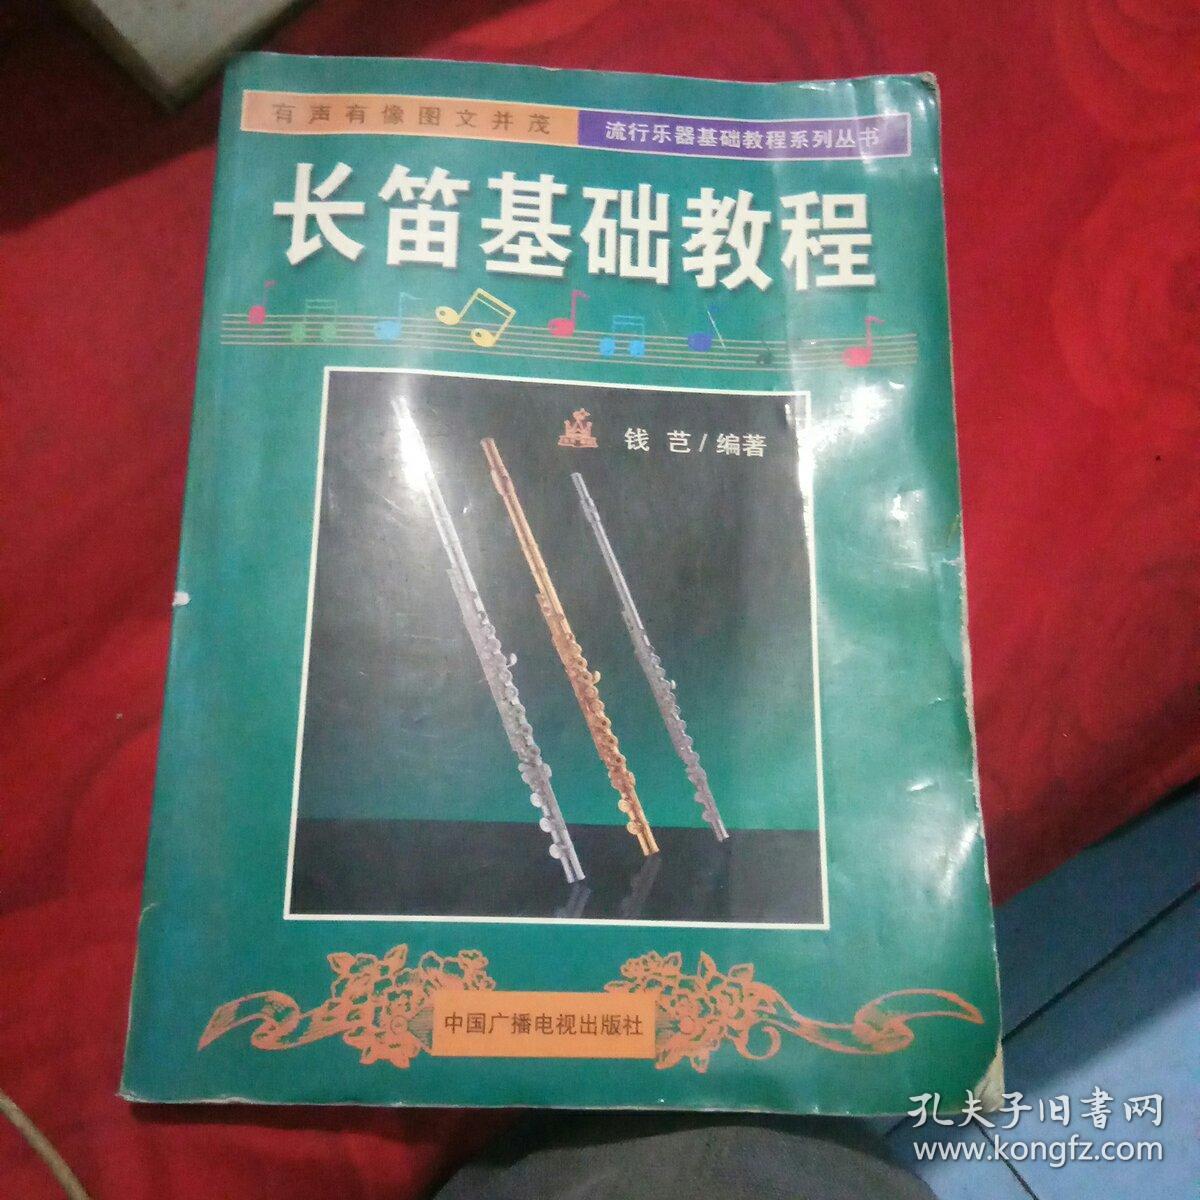 有声有像图文并茂
流行乐器基础教程系列丛书
长笛基础教程
钱 芑/编著
中国广播电视出版社
孔夫子旧書网
www.kongfz.com